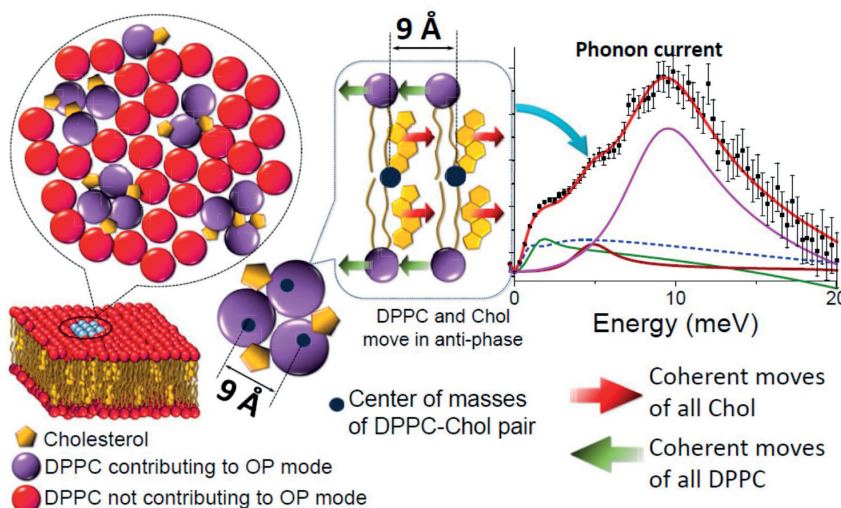 9 Å
Phonon current
0
10
20
Energy (meV)
DPPC and Chol
move in anti-phase
9 Å
Center of masses
of DPPC-Chol pair
Coherent moves
of all Chol
Coherent moves
of all DPPC
Cholesterol
DPPC contributing to OP mode
DPPC not contributing to OP mode